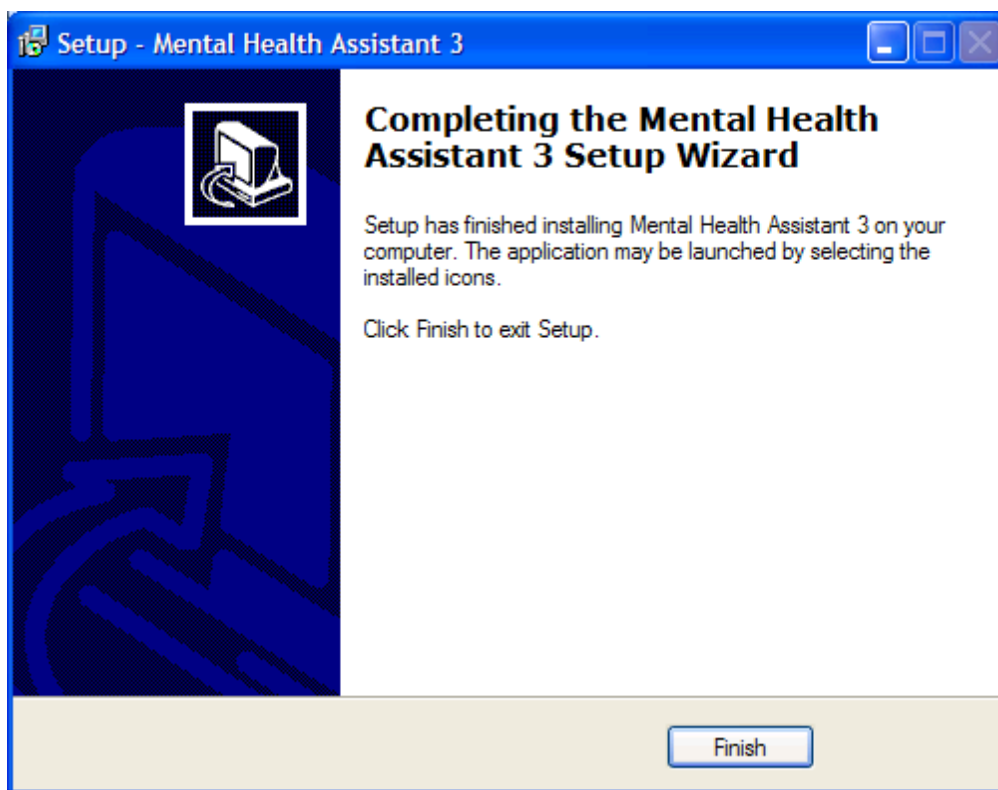 Setup - Mental Health Assistant 3
Completing the Mental Health
Assistant 3 Setup Wizard
Setup has finished installing Mental Health Assistant 3 on your
computer. The application may be launched by selecting the
installed icons.
Click Finish to exit Setup.
Finish